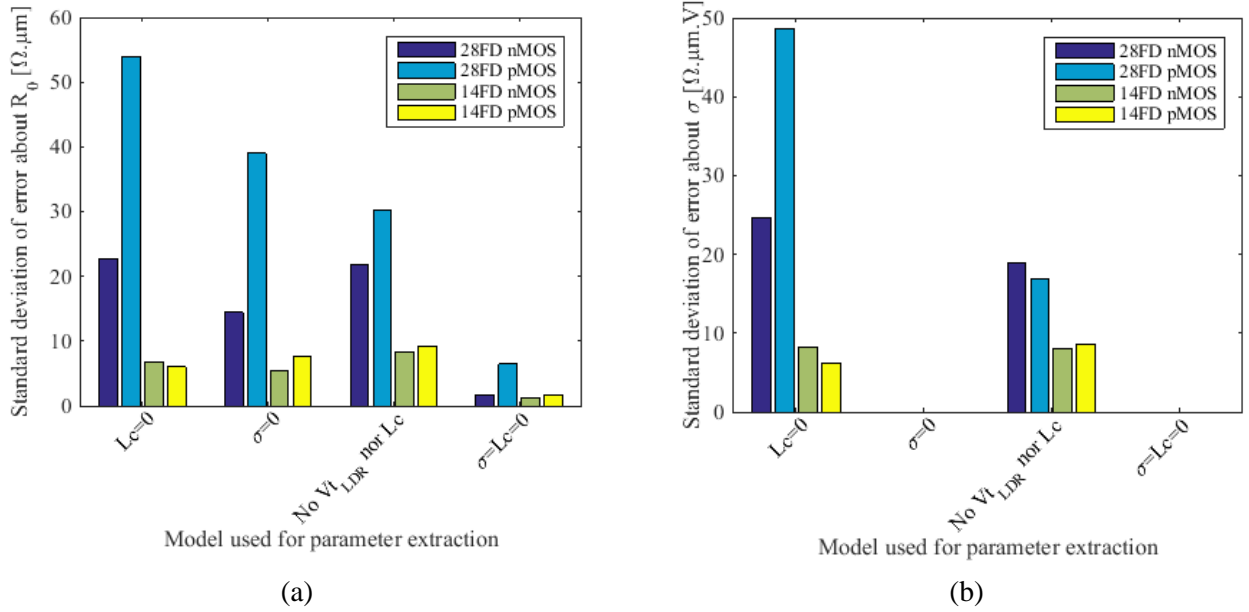 Standard deviation of error about R_0 [Ω.μm]
60
50
40
30
20
10
0
28FD nMOS
28FD pMOS
14FD nMOS
14FD pMOS
Lc=0
σ=0
No Vt_LDR nor Lc
σ=Lc=0
Model used for parameter extraction
(a)
Standard deviation of error about σ [Ω.μm.V]
50
40
30
20
10
0
28FD nMOS
28FD pMOS
14FD nMOS
14FD pMOS
Lc=0
σ=0
No Vt_LDR nor Lc
σ=Lc=0
Model used for parameter extraction
(b)